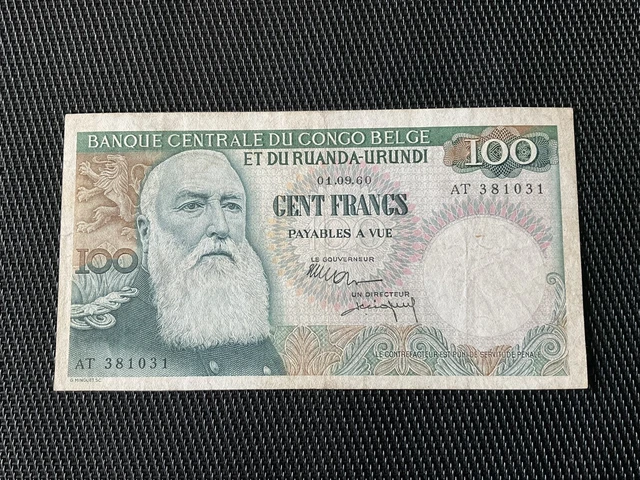 BANQUE CENTRALE DU CONGO BELGE
ET DU RUANDA-URUNDI
100
01.09.60
AT 381031
CENT FRANCS
PAYABLES A VUE
100
LE GOUVERNEUR
UN DIRECTEUR
LE CONTREFACTEUR EST PUNI DE SERVITUDE PENALE
AT 381031